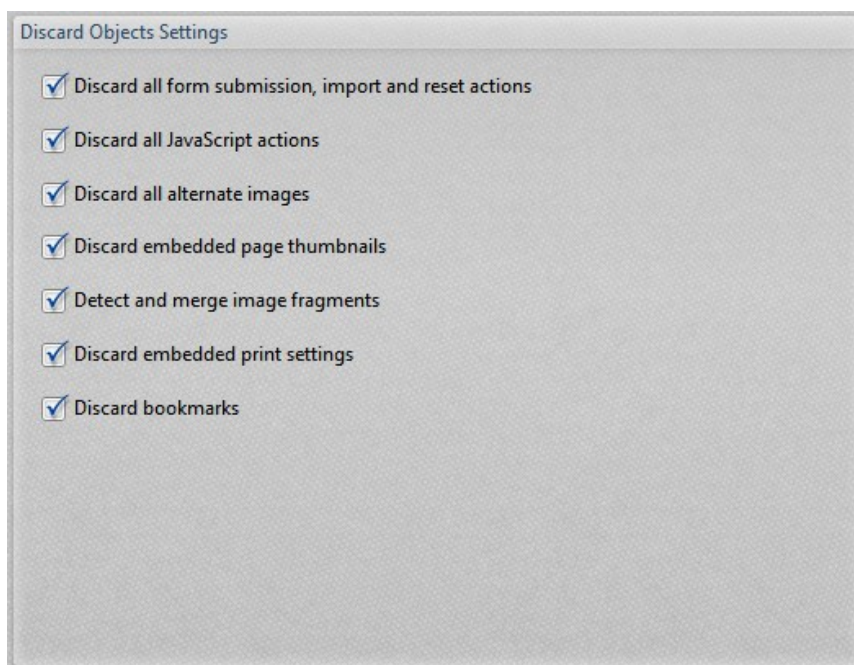 Discard Objects Settings
Discard all form submission, import and reset actions
Discard all JavaScript actions
Discard all alternate images
Discard embedded page thumbnails
Detect and merge image fragments
Discard embedded print settings
Discard bookmarks